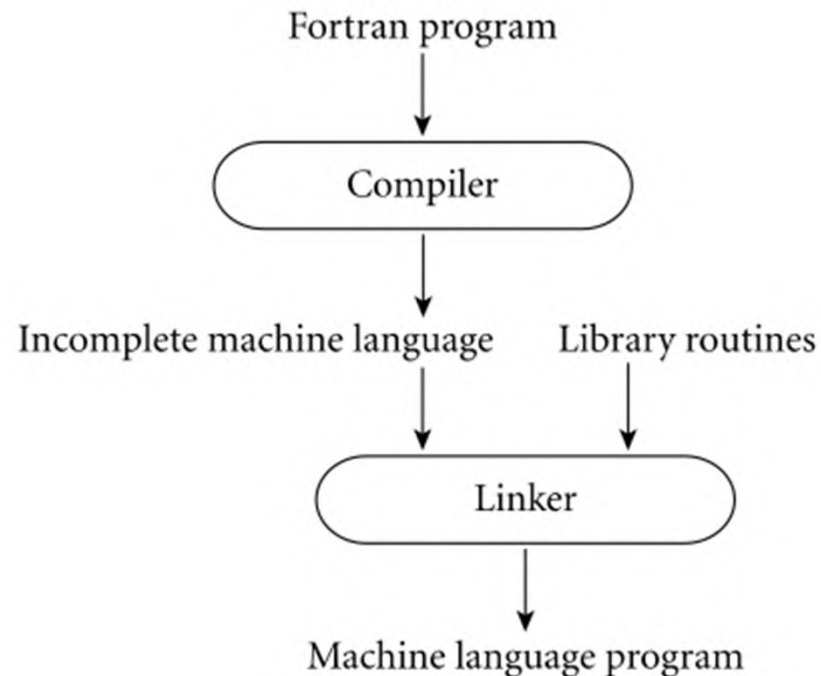 Fortran program
Compiler
Incomplete machine language
Library routines
Linker
Machine language program